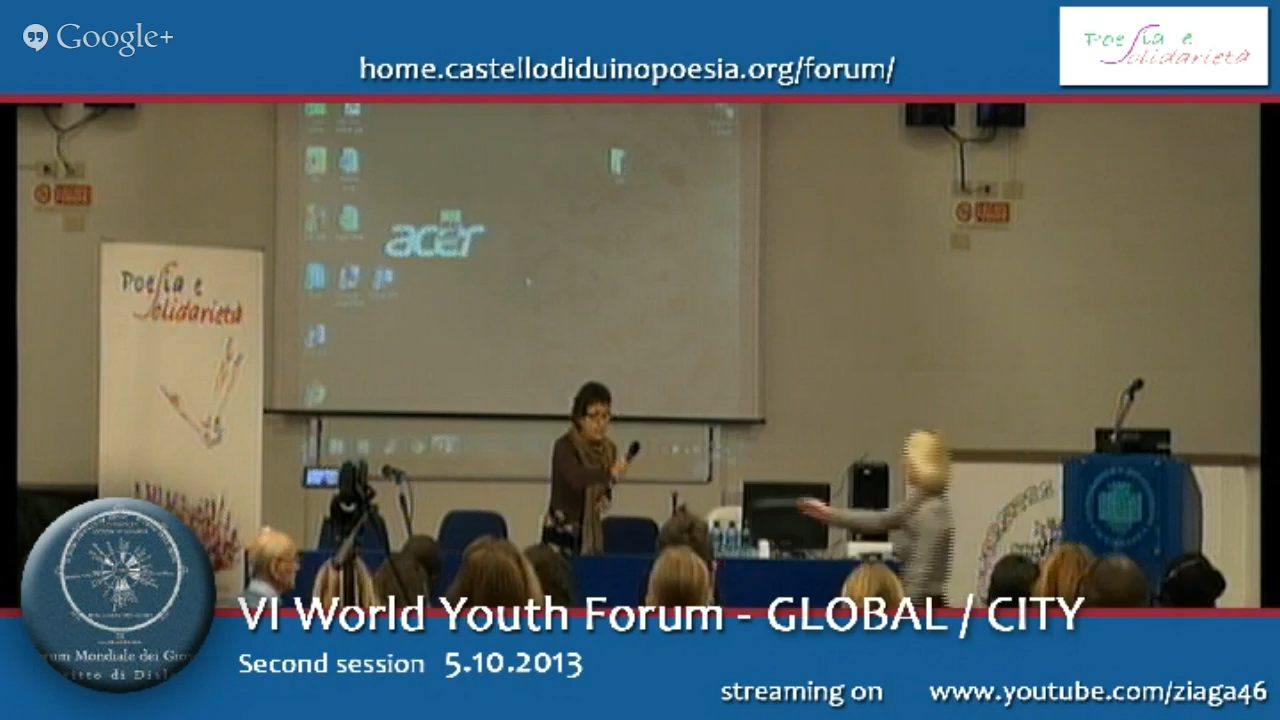 Google+
home.castellodiduinopoesia.org/forum/
Poesia e
Solidarietà
acer
Poesia e
Solidarietà
VI World Youth Forum - GLOBAL / CITY
Second session 5.10.2013
streaming on www.youtube.com/ziaga46